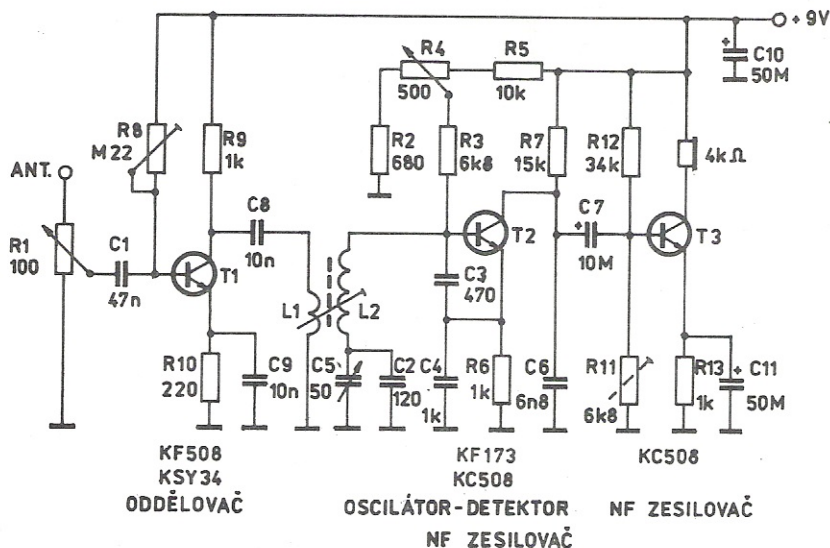 + 9V
+
C10
50M
R4
500
R5
10k
R8
M22
R9
1k
R2
680
R3
6k8
R7
15k
R12
34k
4kΩ
ANT.
C8
10n
C7
+
10M
T2
T3
R1
100
C1
47n
T1
C3
470
L1
L2
R10
220
C9
10n
C5
50
C2
120
C4
1k
R6
1k
C6
6n8
R11
6k8
R13
1k
+
C11
50M
KF508
KSY34
ODDĚLOVAČ
KF173
KC508
OSCILÁTOR-DETEKTOR
NF ZESILOVAČ
KC508
NF ZESILOVAČ